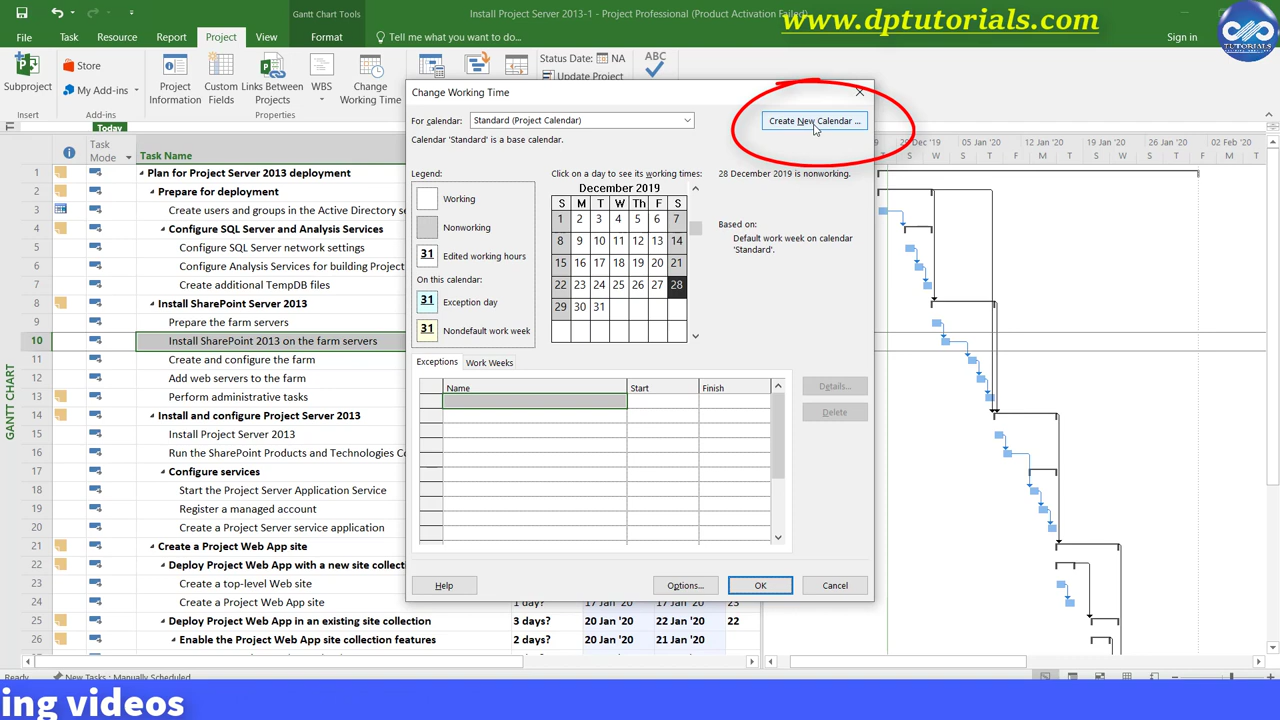 Gantt Chart Tools
Install Project Server 2013-1 - Project Professional (Product Activation Failed)
www.dptutorials.com
TUTORIALS
File Task Resource Report Project View Format Tell me what you want to do... Sign in
Subproject
Store
My Add-ins
Project Information
Custom Fields
Links Between Projects
WBS
Change Working Time
Status Date: NA
Update Project
ABC
Insert Add-ins Properties
Today
Change Working Time
For calendar: Standard (Project Calendar) Create New Calendar ...
Calendar 'Standard' is a base calendar.
Legend:
Working
Nonworking
31 Edited working hours
On this calendar:
31 Exception day
31 Nondefault work week
Click on a day to see its working times:
December 2019
S M T W Th F S
1 2 3 4 5 6 7
8 9 10 11 12 13 14
15 16 17 18 19 20 21
22 23 24 25 26 27 28
29 30 31
28 December 2019 is nonworking.
Based on:
Default work week on calendar
'Standard'.
Exceptions Work Weeks
Name Start Finish
Details...
Delete
Help Options... OK Cancel
GANTT CHART
Task Mode Task Name
1 Plan for Project Server 2013 deployment
2 Prepare for deployment
3 Create users and groups in the Active Directory se
4 Configure SQL Server and Analysis Services
5 Configure SQL Server network settings
6 Configure Analysis Services for building Project
7 Create additional TempDB files
8 Install SharePoint Server 2013
9 Prepare the farm servers
10 Install SharePoint 2013 on the farm servers
11 Create and configure the farm
12 Add web servers to the farm
13 Perform administrative tasks
14 Install and configure Project Server 2013
15 Install Project Server 2013
16 Run the SharePoint Products and Technologies Co
17 Configure services
18 Start the Project Server Application Service
19 Register a managed account
20 Create a Project Server service application
21 Create a Project Web App site
22 Deploy Project Web App with a new site collect
23 Create a top-level Web site
24 Create a Project Web App site 1 day? 17 Jan '20 17 Jan '20 23
25 Deploy Project Web App in an existing site collection 3 days? 20 Jan '20 22 Jan '20 22
26 Enable the Project Web App site collection features 2 days? 20 Jan '20 21 Jan '20
Dec '19 05 Jan '20 12 Jan '20 02 Feb '20
S T F M T W T
Ready New Tasks : Manually Scheduled
ing videos